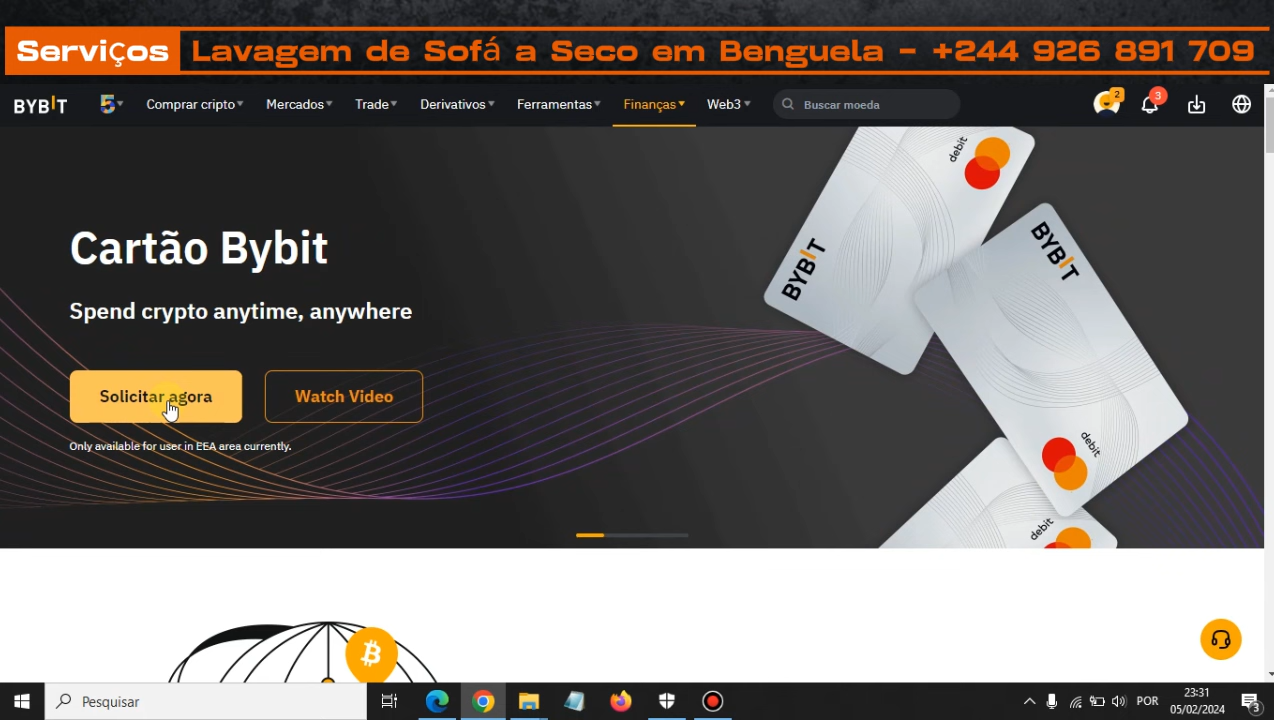 Serviços Lavagem de Sofá a Seco em Benguela - +244 926 891 709
BYBIT 5 Comprar cripto Mercados Trade Derivativos Ferramentas Finanças Web3 Buscar moeda 2 3
Cartão Bybit
Spend crypto anytime, anywhere
Solicitar agora Watch Video
Only available for user in EEA area currently.
debit
BYBIT
BYBIT
debit
debit
Pesquisar
POR
23:31
05/02/2024
3